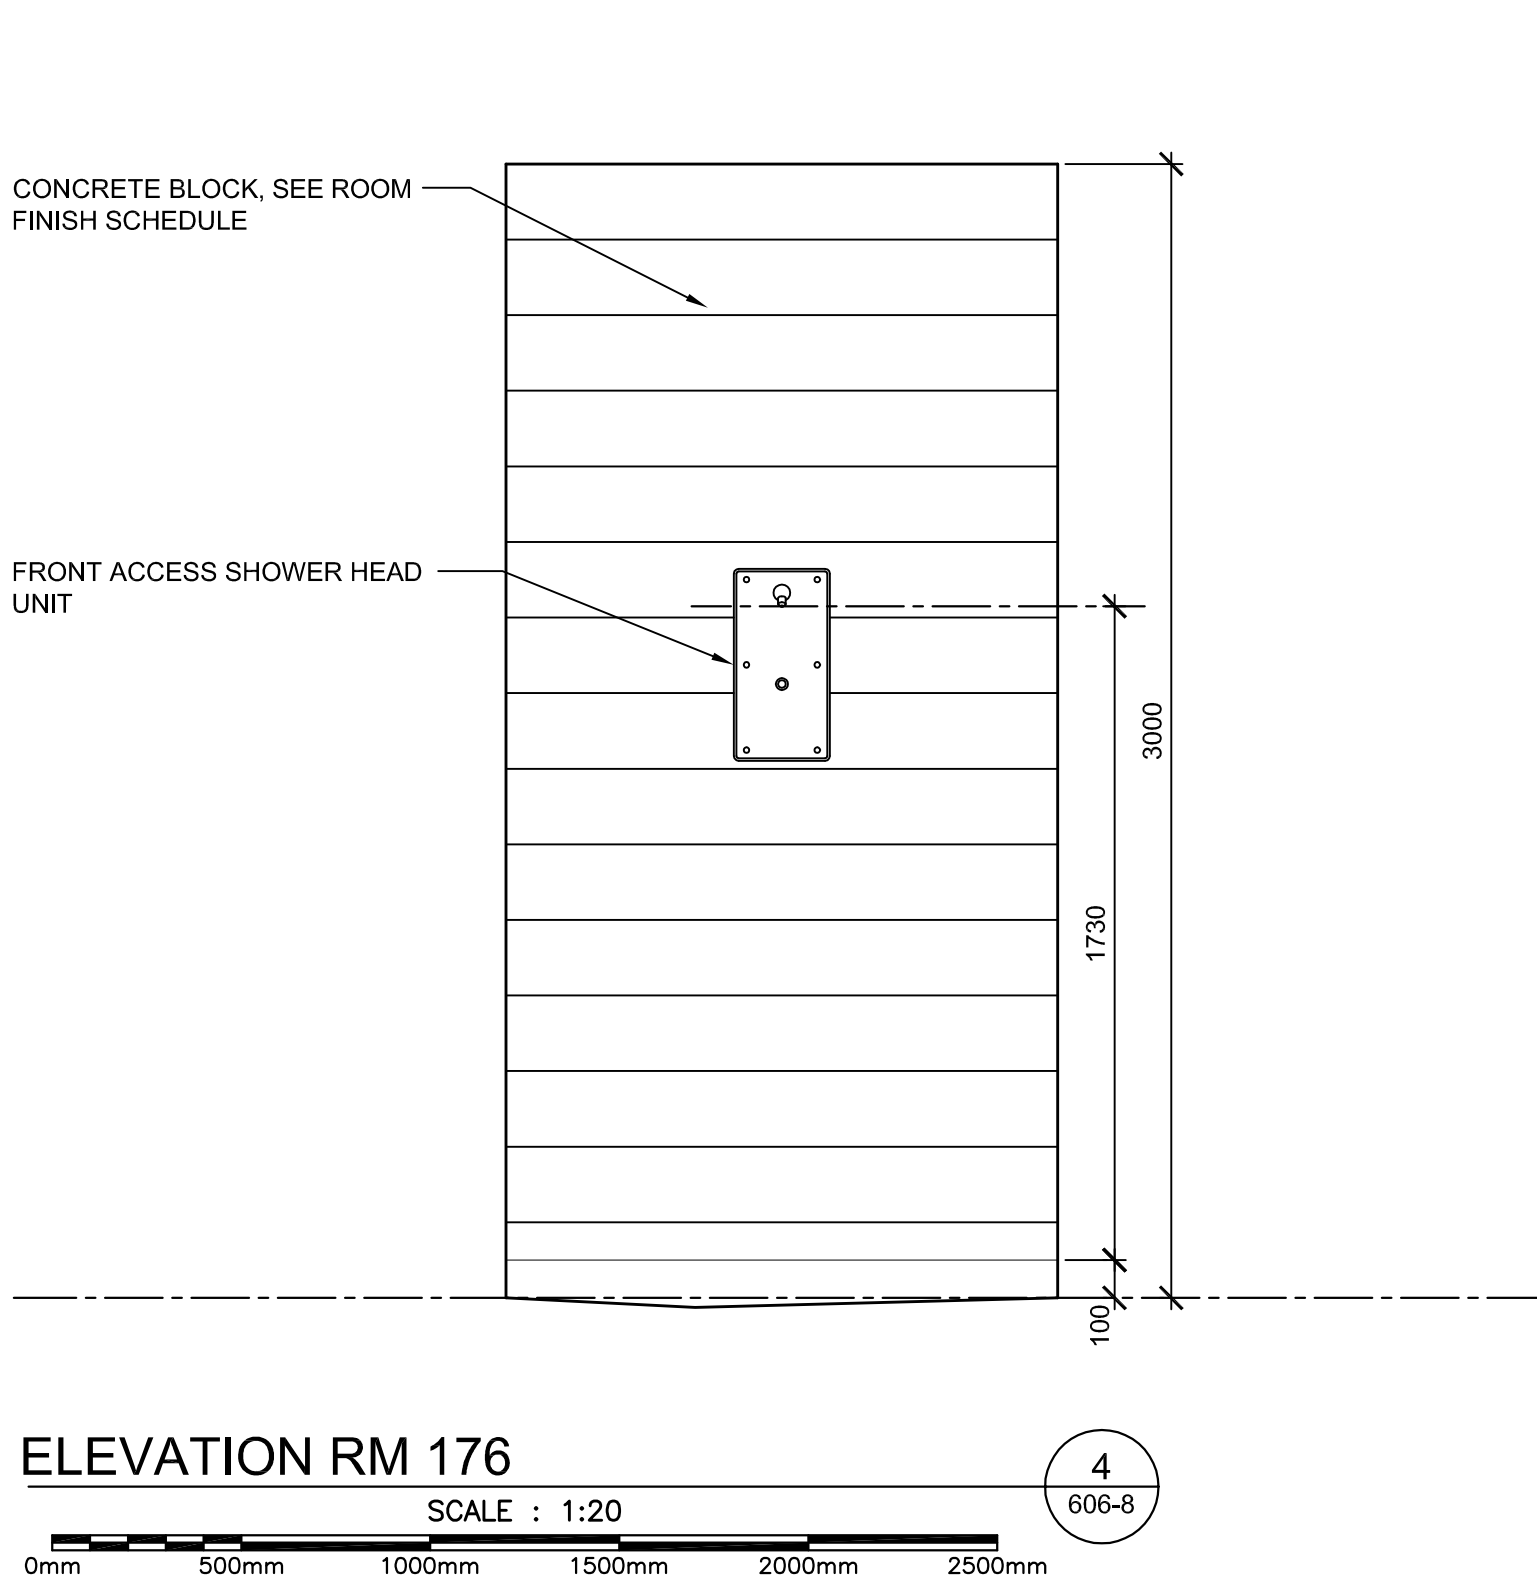 CONCRETE BLOCK, SEE ROOM
FINISH SCHEDULE
FRONT ACCESS SHOWER HEAD
UNIT
3000
1730
100
ELEVATION RM 176
4
606-8
SCALE : 1:20
0mm 500mm 1000mm 1500mm 2000mm 2500mm